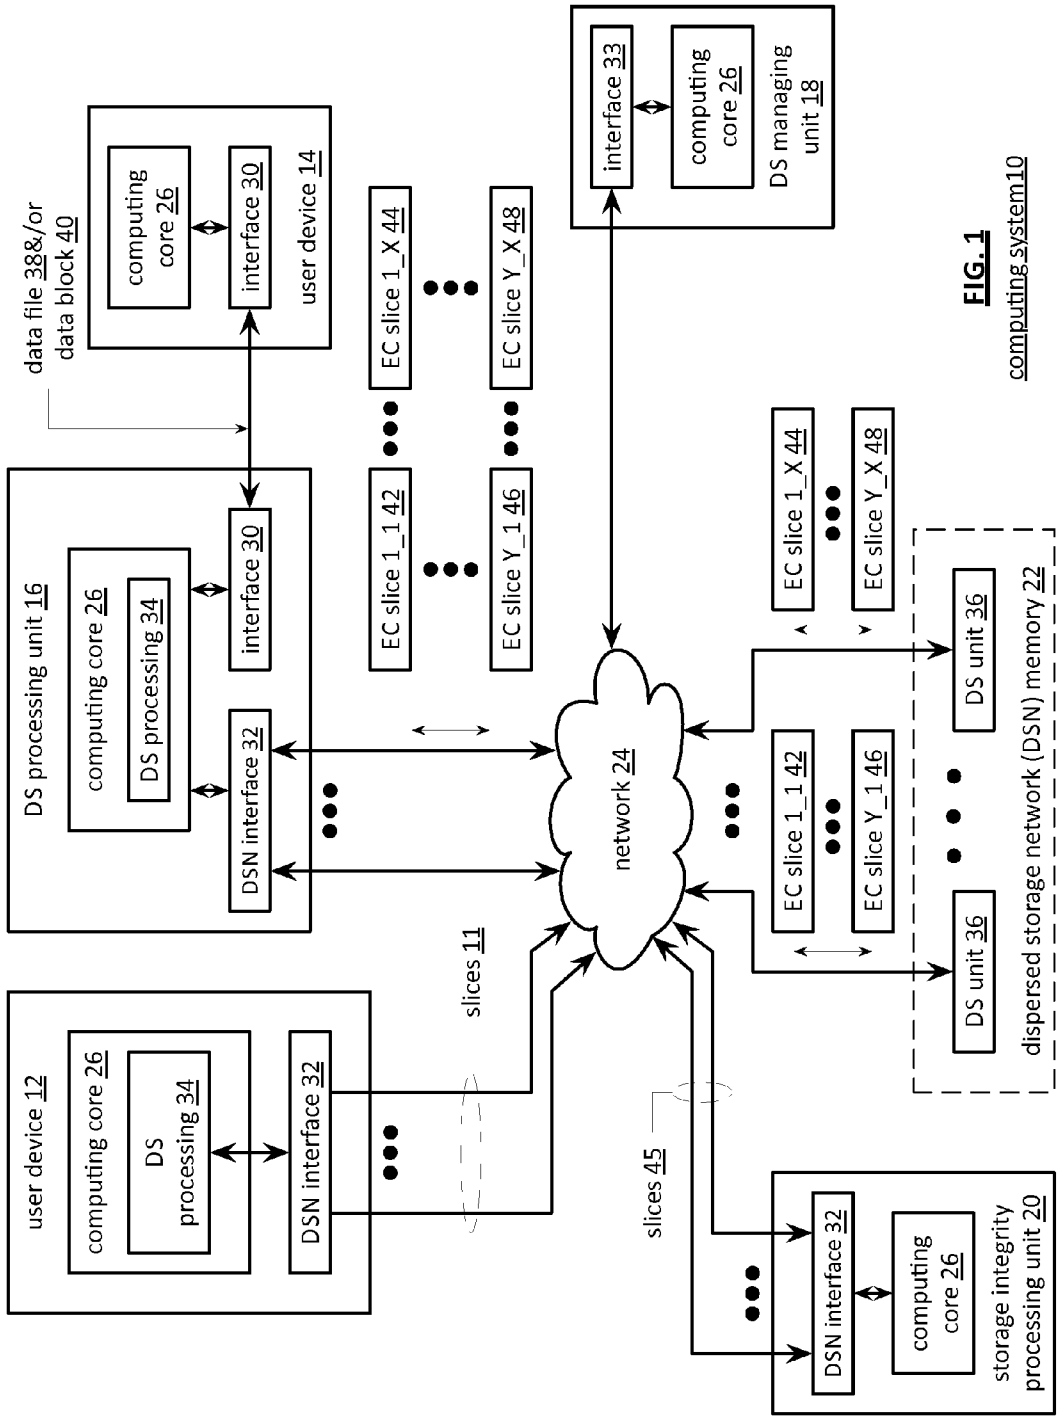 user device 12
computing core 26
DS
processing 34
DSN interface 32
slices 11
DS processing unit 16
computing core 26
DS processing 34
DSN interface 32
interface 30
data file 38&/or
data block 40
computing
core 26
interface 30
user device 14
EC slice 1_1 42
EC slice 1_X 44
EC slice Y_1 46
EC slice Y_X 48
network 24
interface 33
computing
core 26
DS managing
unit 18
slices 45
DSN interface 32
computing
core 26
storage integrity
processing unit 20
EC slice 1_1 42
EC slice Y_1 46
EC slice 1_X 44
EC slice Y_X 48
DS unit 36
DS unit 36
dispersed storage network (DSN) memory 22
FIG. 1
computing system10